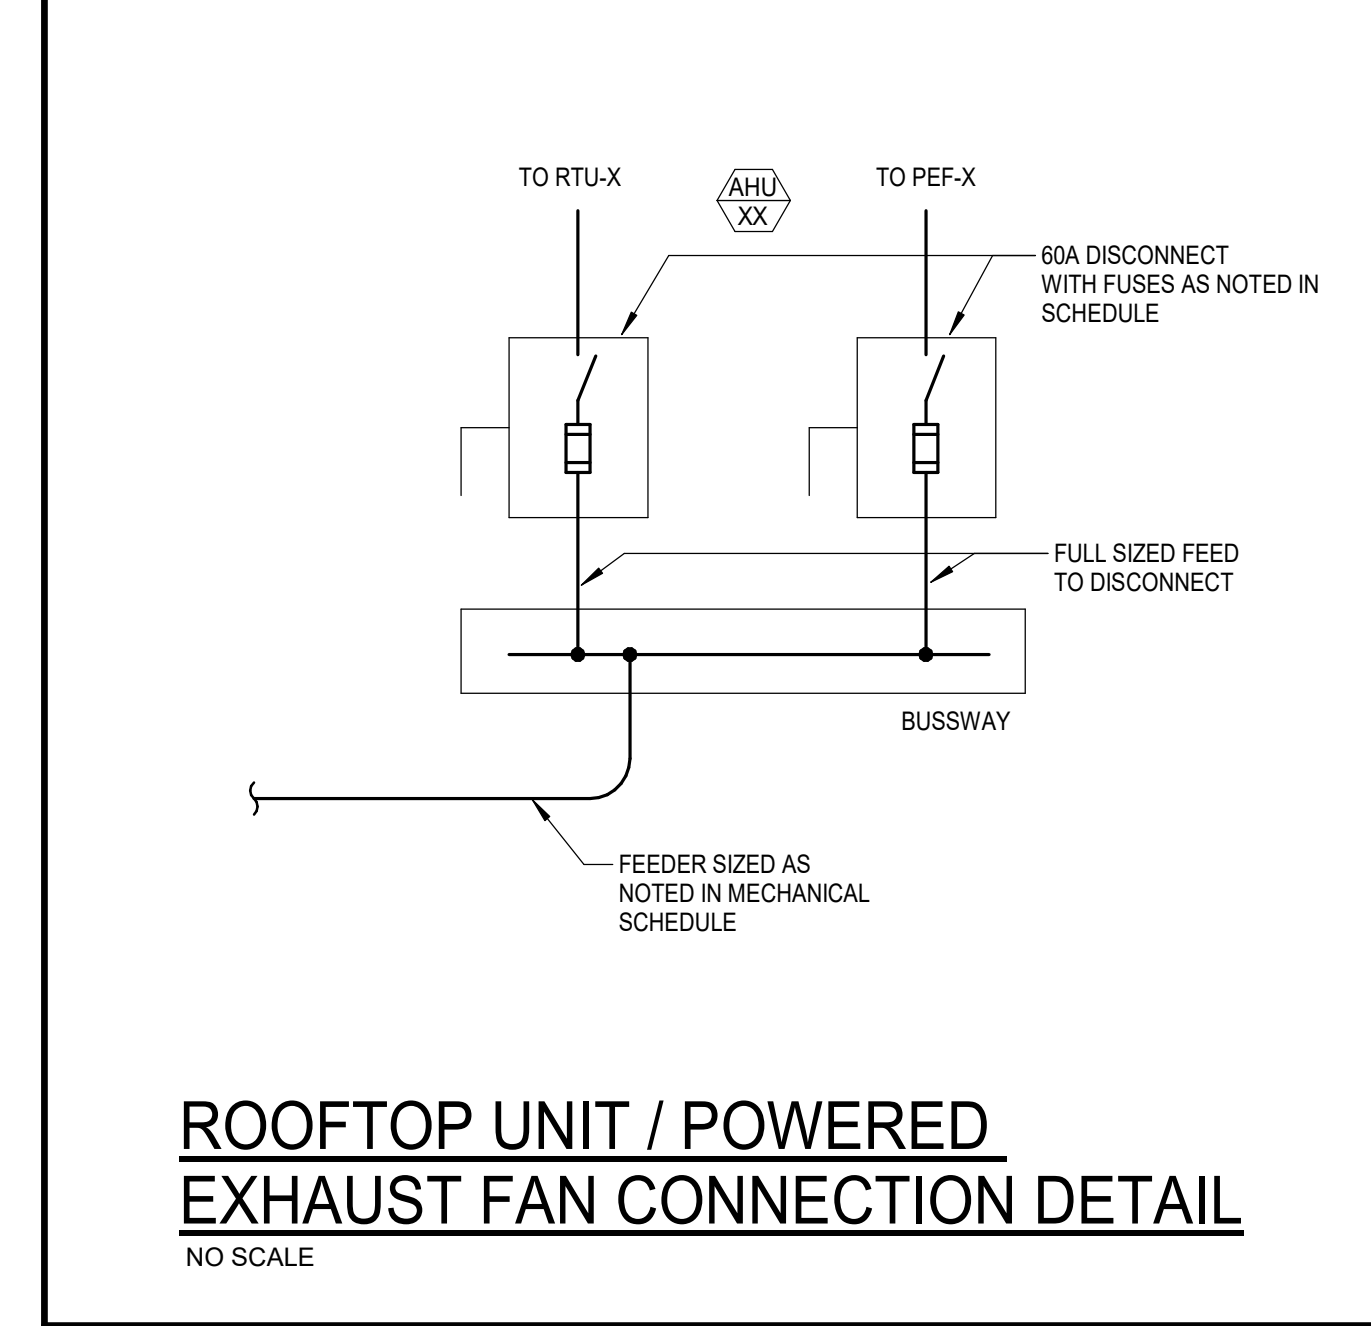 TO RTU-X
AHU
XX
TO PEF-X
60A DISCONNECT
WITH FUSES AS NOTED IN
SCHEDULE
FULL SIZED FEED
TO DISCONNECT
BUSSWAY
FEEDER SIZED AS
NOTED IN MECHANICAL
SCHEDULE
ROOFTOP UNIT / POWERED
EXHAUST FAN CONNECTION DETAIL
NO SCALE